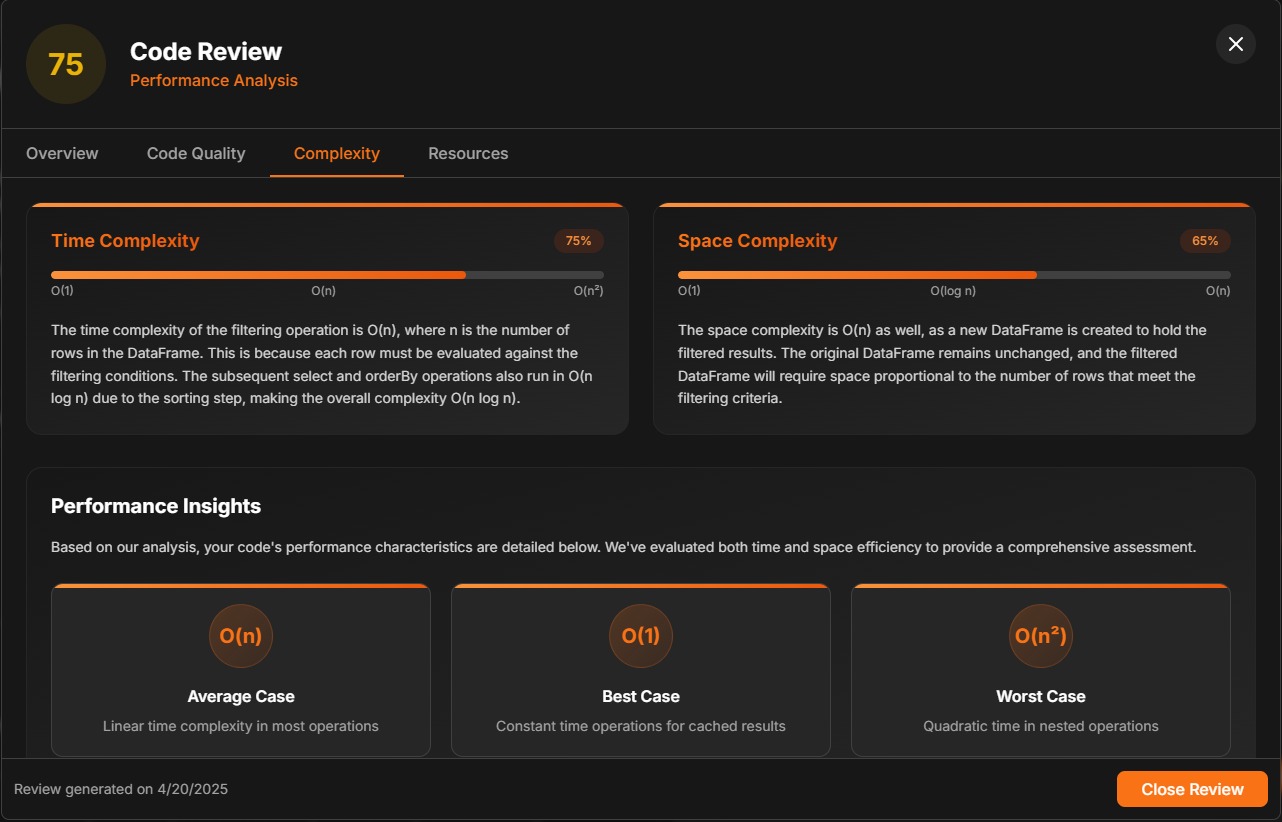 75
Code Review
Performance Analysis
Overview
Code Quality
Complexity
Resources
Time Complexity
75%
O(1)
O(n)
O(n²)
The time complexity of the filtering operation is O(n), where n is the number of
rows in the DataFrame. This is because each row must be evaluated against the
filtering conditions. The subsequent select and orderBy operations also run in O(n
log n) due to the sorting step, making the overall complexity O(n log n).
Space Complexity
65%
O(1)
O(log n)
O(n)
The space complexity is O(n) as well, as a new DataFrame is created to hold the
filtered results. The original DataFrame remains unchanged, and the filtered
DataFrame will require space proportional to the number of rows that meet the
filtering criteria.
Performance Insights
Based on our analysis, your code's performance characteristics are detailed below. We've evaluated both time and space efficiency to provide a comprehensive assessment.
O(n)
Average Case
Linear time complexity in most operations
O(1)
Best Case
Constant time operations for cached results
O(n²)
Worst Case
Quadratic time in nested operations
Review generated on 4/20/2025
Close Review